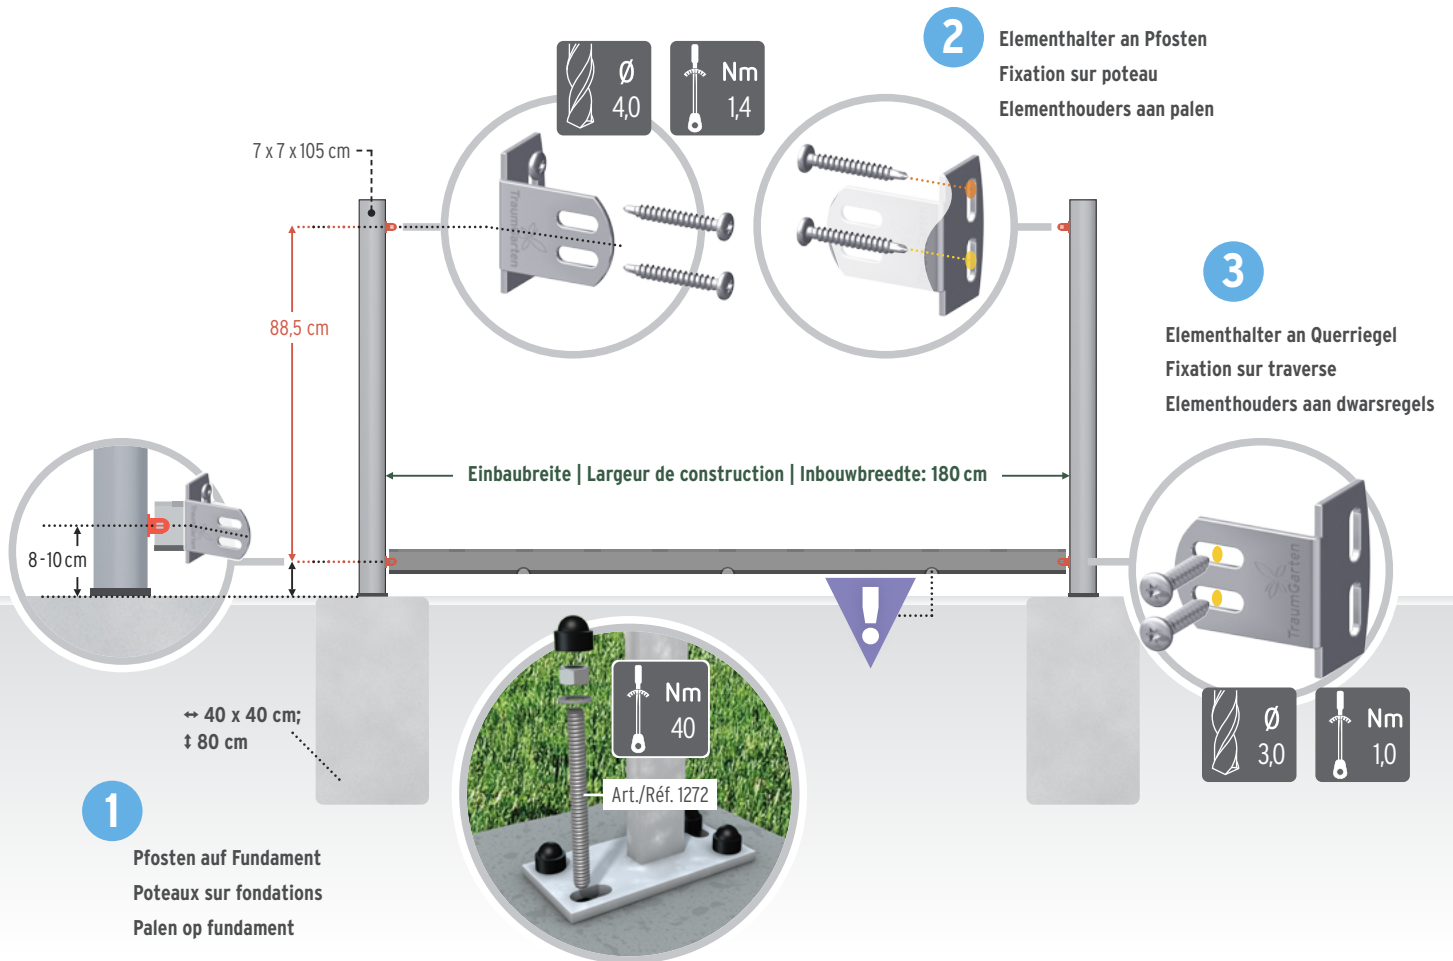 2
Elementhalter an Pfosten
Fixation sur poteau
Elementhouders aan palen
Ø
4,0
Nm
1,4
7 x 7 x 105 cm
TraumGarten
88,5 cm
3
Elementhalter an Querriegel
Fixation sur traverse
Elementhouders aan dwarsregels
Einbaubreite | Largeur de construction | Inbouwbreedte: 180 cm
8-10 cm
TraumGarten
!
Nm
40
Art./Réf. 1272
Ø
3,0
Nm
1,0
↔ 40 x 40 cm;
↕ 80 cm
1
Pfosten auf Fundament
Poteaux sur fondations
Palen op fundament